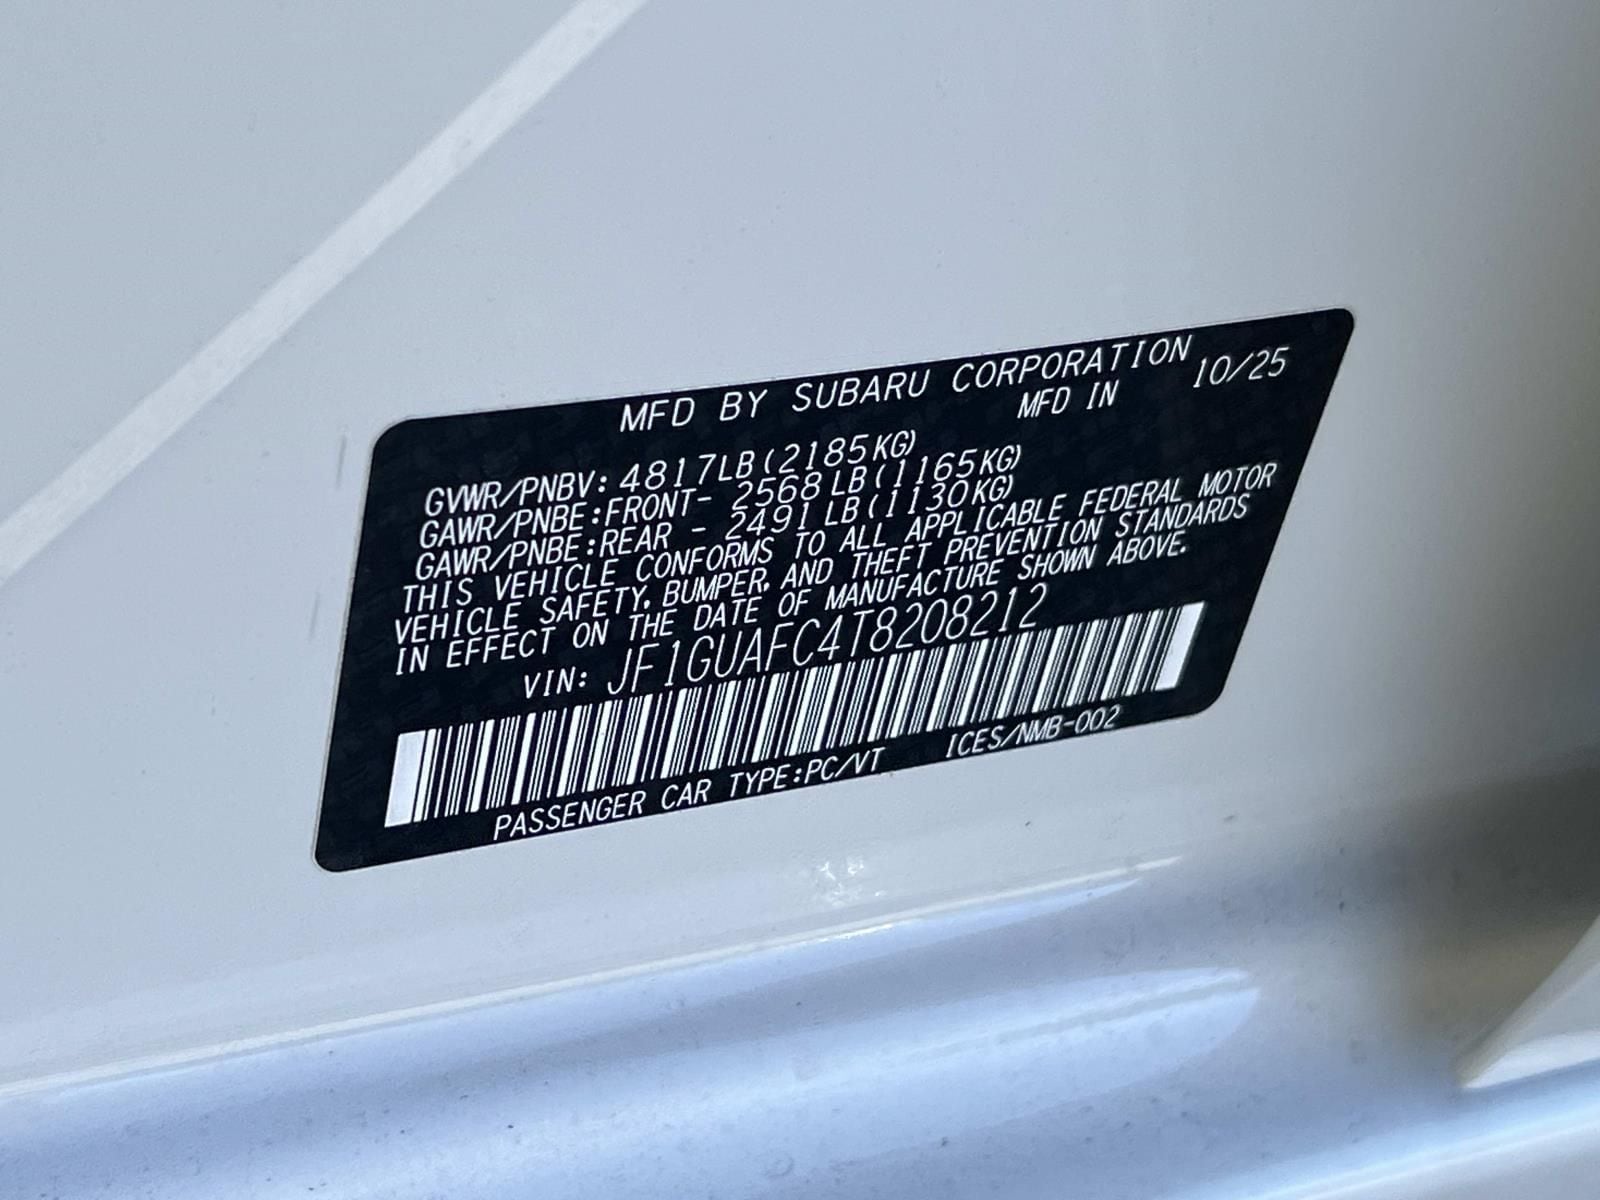 MFD BY SUBARU CORPORATION
MFD IN 10/25
GVWR/PNBV: 4817LB(2185KG)
GAWR/PNBE:FRONT- 2568LB(1165KG)
GAWR/PNBE:REAR - 2491LB(1130KG)
THIS VEHICLE CONFORMS TO ALL APPLICABLE FEDERAL MOTOR
VEHICLE SAFETY, BUMPER, AND THEFT PREVENTION STANDARDS
IN EFFECT ON THE DATE OF MANUFACTURE SHOWN ABOVE.
VIN: JF1GUAFC4T8208212
PASSENGER CAR TYPE:PC/VT ICES/NMB-002